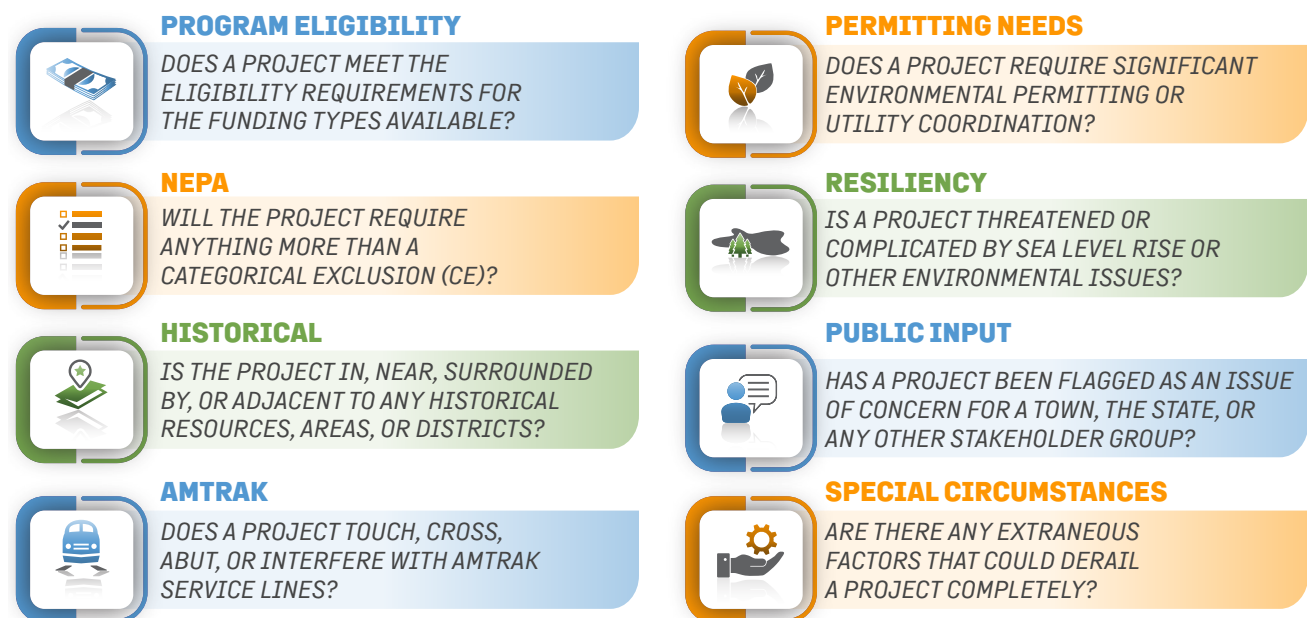 PROGRAM ELIGIBILITY
DOES A PROJECT MEET THE
ELIGIBILITY REQUIREMENTS FOR
THE FUNDING TYPES AVAILABLE?
NEPA
WILL THE PROJECT REQUIRE
ANYTHING MORE THAN A
CATEGORICAL EXCLUSION (CE)?
HISTORICAL
IS THE PROJECT IN, NEAR, SURROUNDED
BY, OR ADJACENT TO ANY HISTORICAL
RESOURCES, AREAS, OR DISTRICTS?
AMTRAK
DOES A PROJECT TOUCH, CROSS,
ABUT, OR INTERFERE WITH AMTRAK
SERVICE LINES?
PERMITTING NEEDS
DOES A PROJECT REQUIRE SIGNIFICANT
ENVIRONMENTAL PERMITTING OR
UTILITY COORDINATION?
RESILIENCY
IS A PROJECT THREATENED OR
COMPLICATED BY SEA LEVEL RISE OR
OTHER ENVIRONMENTAL ISSUES?
PUBLIC INPUT
HAS A PROJECT BEEN FLAGGED AS AN ISSUE
OF CONCERN FOR A TOWN, THE STATE, OR
ANY OTHER STAKEHOLDER GROUP?
SPECIAL CIRCUMSTANCES
ARE THERE ANY EXTRANEOUS
FACTORS THAT COULD DERAIL
A PROJECT COMPLETELY?